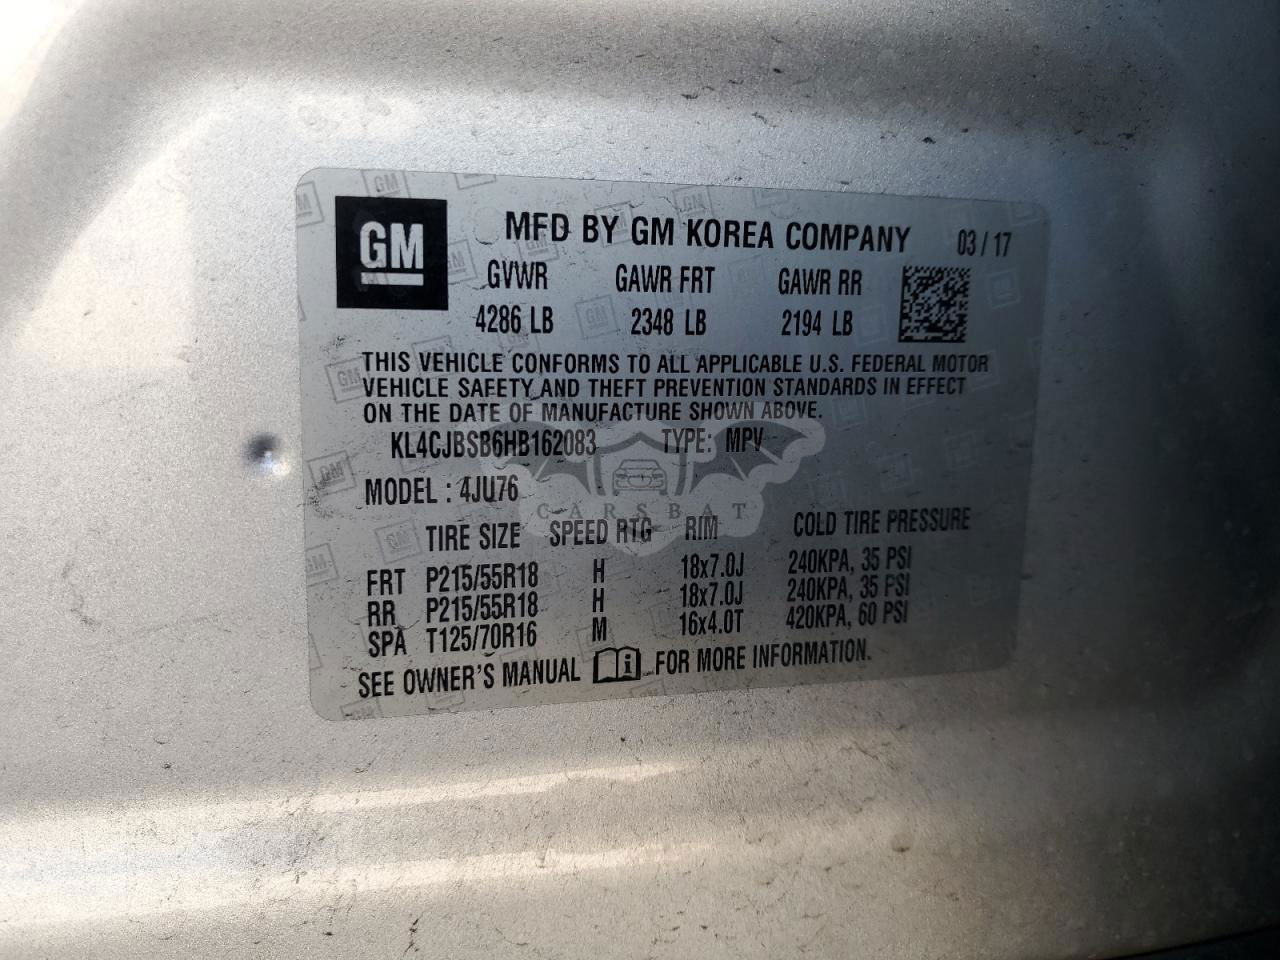 GM MFD BY GM KOREA COMPANY 03/17
GVWR GAWR FRT GAWR RR
4286 LB 2348 LB 2194 LB
THIS VEHICLE CONFORMS TO ALL APPLICABLE U.S. FEDERAL MOTOR
VEHICLE SAFETY AND THEFT PREVENTION STANDARDS IN EFFECT
ON THE DATE OF MANUFACTURE SHOWN ABOVE.
KL4CJBSB6HB162083 TYPE: MPV
MODEL : 4JU76
CARSBAT
TIRE SIZE SPEED RTG RIM COLD TIRE PRESSURE
FRT P215/55R18 H 18x7.0J 240KPA, 35 PSI
RR P215/55R18 H 18x7.0J 240KPA, 35 PSI
SPA T125/70R16 M 16x4.0T 420KPA, 60 PSI
SEE OWNER'S MANUAL FOR MORE INFORMATION.